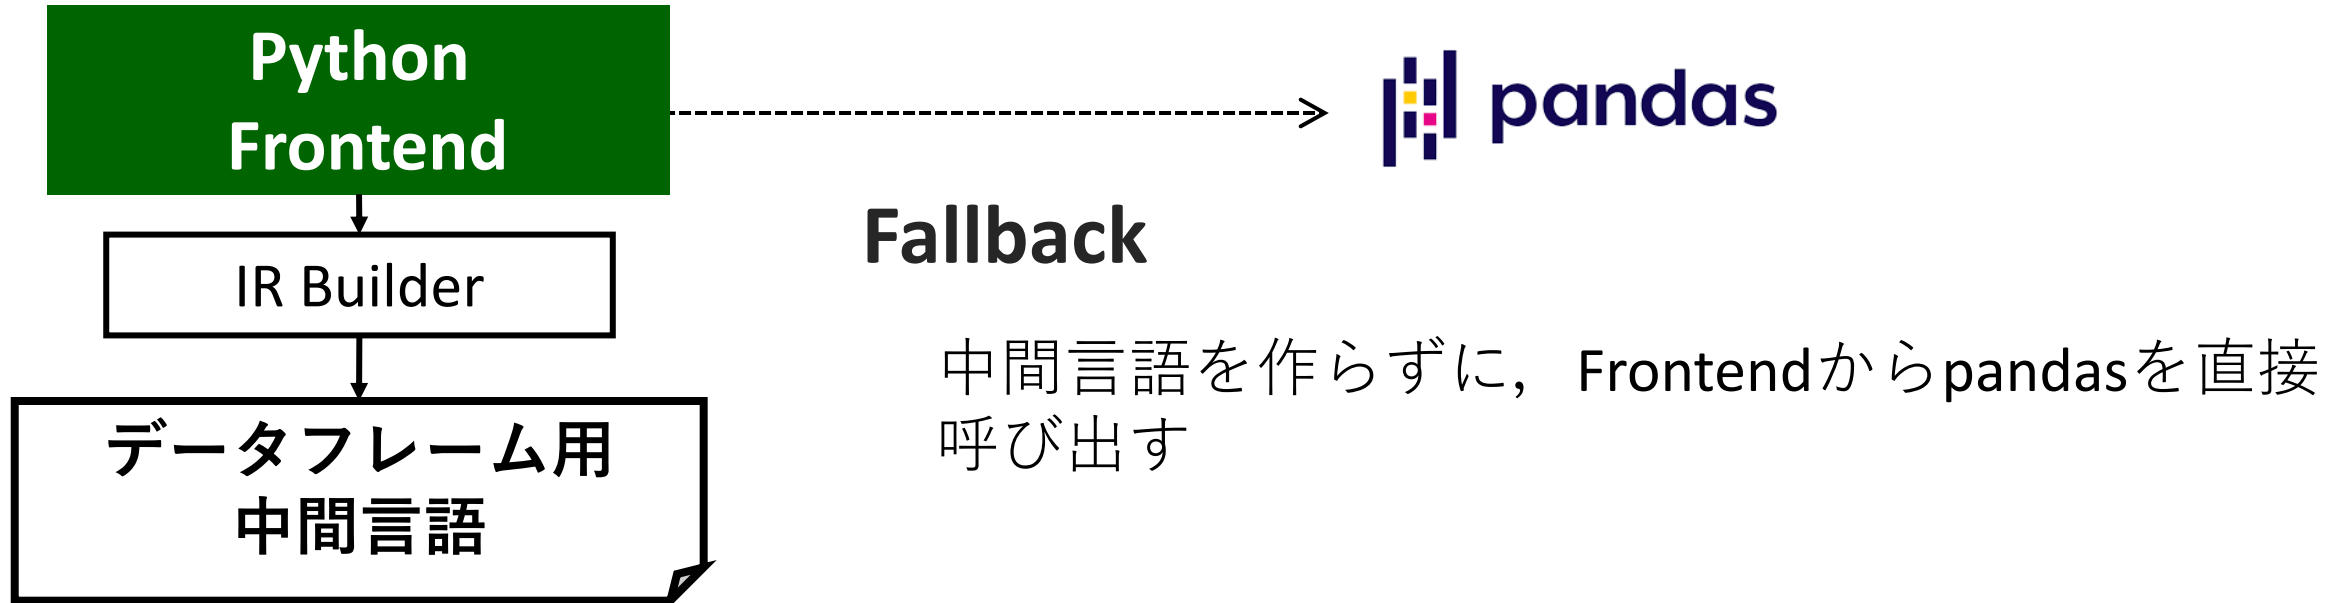 Python
Frontend
pandas
Fallback
IR Builder
中間言語を作らずに，Frontendからpandasを直接
呼び出す
データフレーム用
中間言語